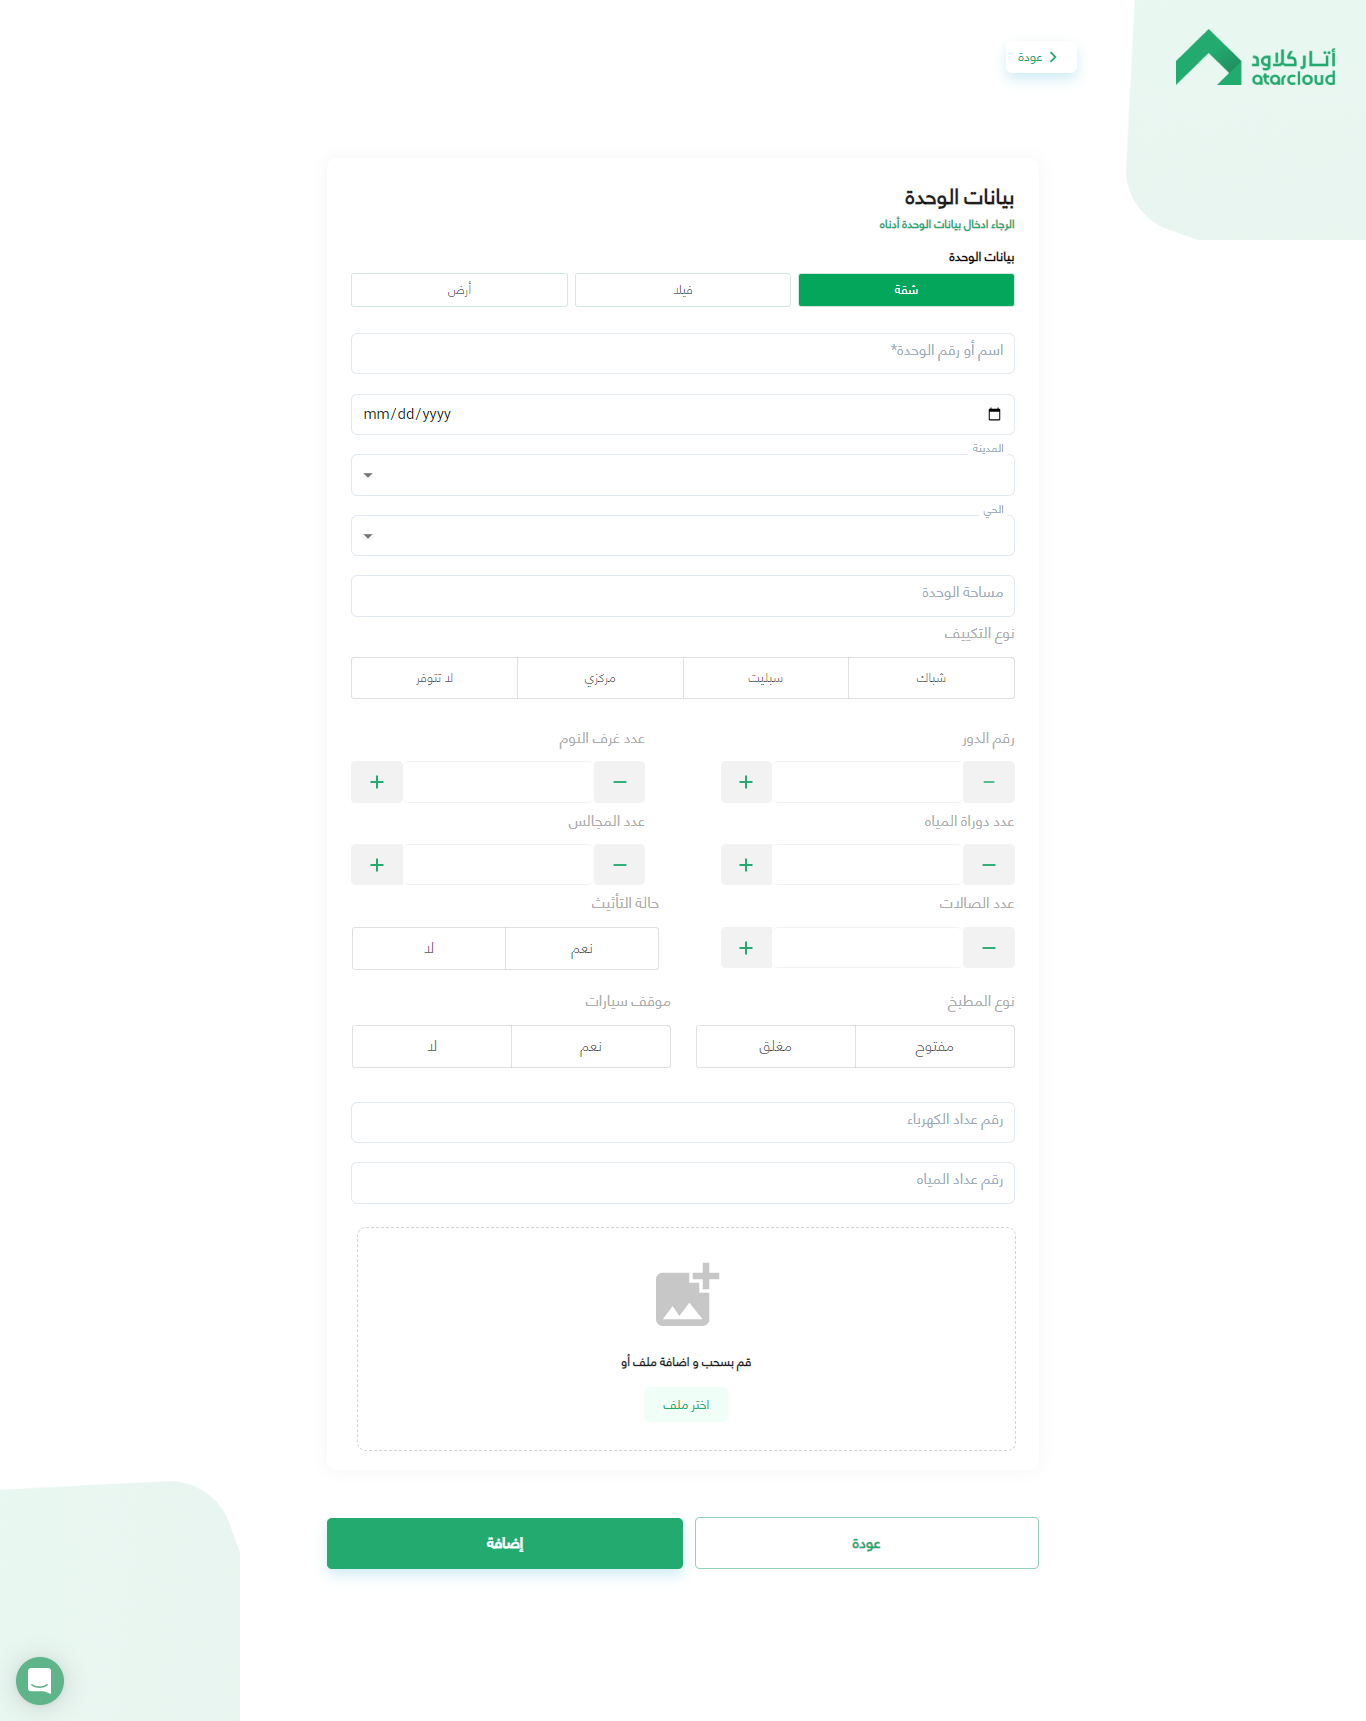 أتـار كلاود
atarcloud
عودة
بيانات الوحدة
الرجاء ادخال بيانات الوحدة أدناه
بيانات الوحدة
شقة
فيلا
أرض
اسم أو رقم الوحدة*
mm/dd/yyyy
المدينة
الحي
مساحة الوحدة
نوع التكييف
شباك
سبليت
مركزي
لا تتوفر
رقم الدور
عدد غرف النوم
عدد دوراة المياه
عدد المجالس
عدد الصالات
حالة التأثيث
نعم
لا
نوع المطبخ
موقف سيارات
مفتوح
مغلق
نعم
لا
رقم عداد الكهرباء
رقم عداد المياه
قم بسحب و اضافة ملف أو
اختر ملف
عودة
إضافة